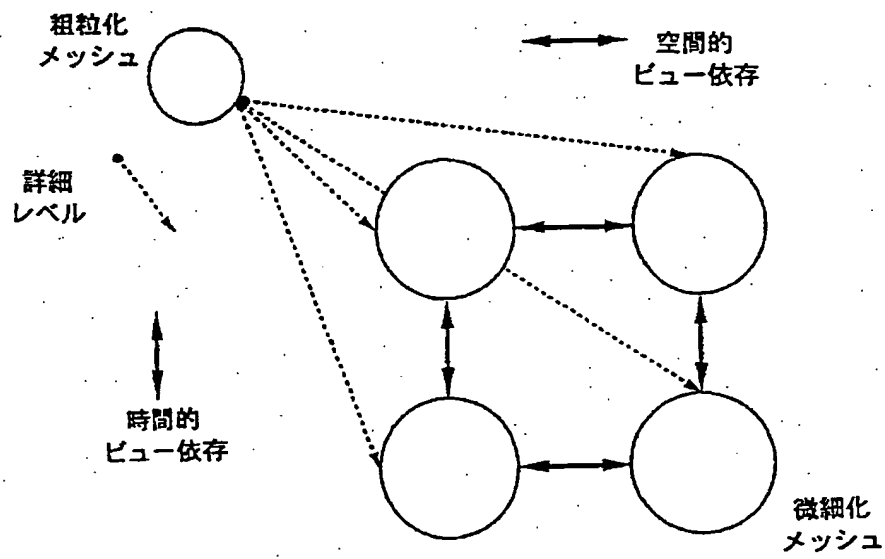 粗粒化
メッシュ
空間的
ビュー依存
詳細
レベル
時間的
ビュー依存
微細化
メッシュ